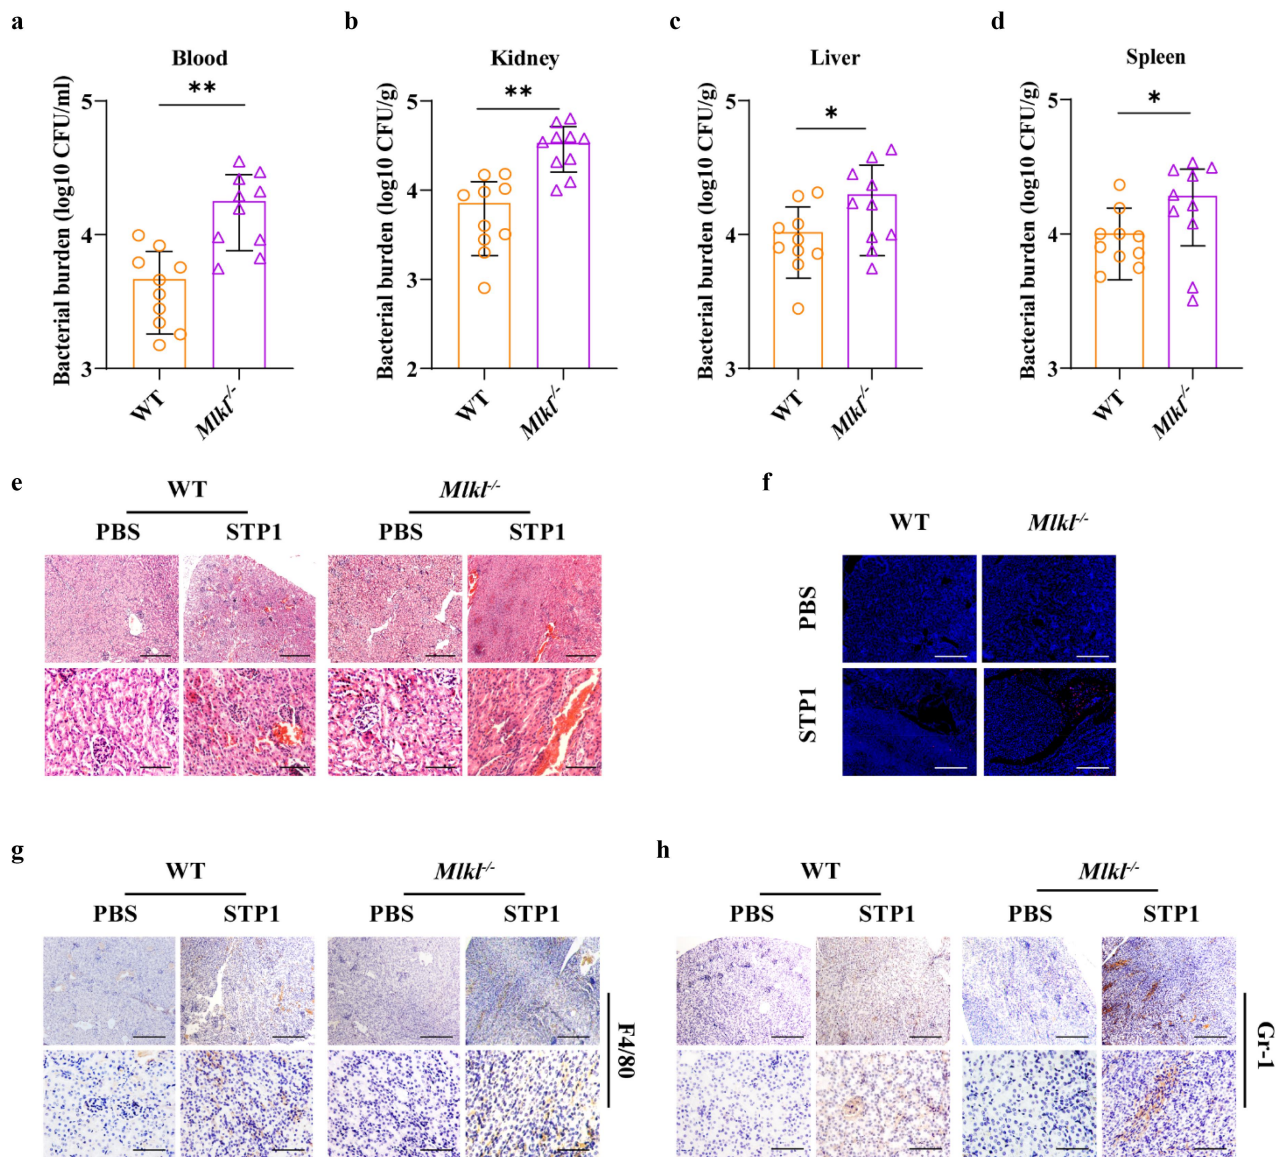 a
Blood
**
Bacterial burden (log10 CFU/ml)
5
4
3
WT
Mlkl-/-
b
Kidney
**
Bacterial burden (log10 CFU/g)
5
4
3
2
WT
Mlkl-/-
c
Liver
*
Bacterial burden (log10 CFU/g)
5
4
3
WT
Mlkl-/-
d
Spleen
*
Bacterial burden (log10 CFU/g)
5
4
3
WT
Mlkl-/-
e
WT
Mlkl-/-
PBS
STP1
PBS
STP1
f
WT
Mlkl-/-
PBS
STP1
g
WT
Mlkl-/-
PBS
STP1
PBS
STP1
F4/80
h
WT
Mlkl-/-
PBS
STP1
PBS
STP1
Gr-1